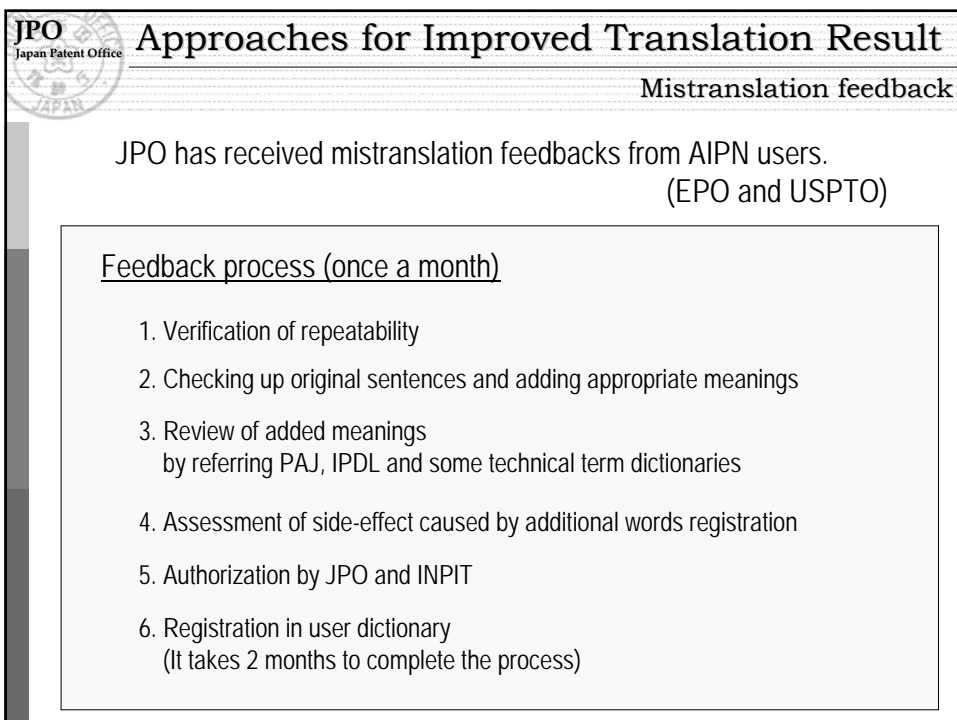 JPO
Japan Patent Office
Approaches for Improved Translation Result
Mistranslation feedback
JPO has received mistranslation feedbacks from AIPN users.
(EPO and USPTO)
Feedback process (once a month)
1. Verification of repeatability
2. Checking up original sentences and adding appropriate meanings
3. Review of added meanings
by referring PAJ, IPDL and some technical term dictionaries
4. Assessment of side-effect caused by additional words registration
5. Authorization by JPO and INPIT
6. Registration in user dictionary
(It takes 2 months to complete the process)
JAPAN